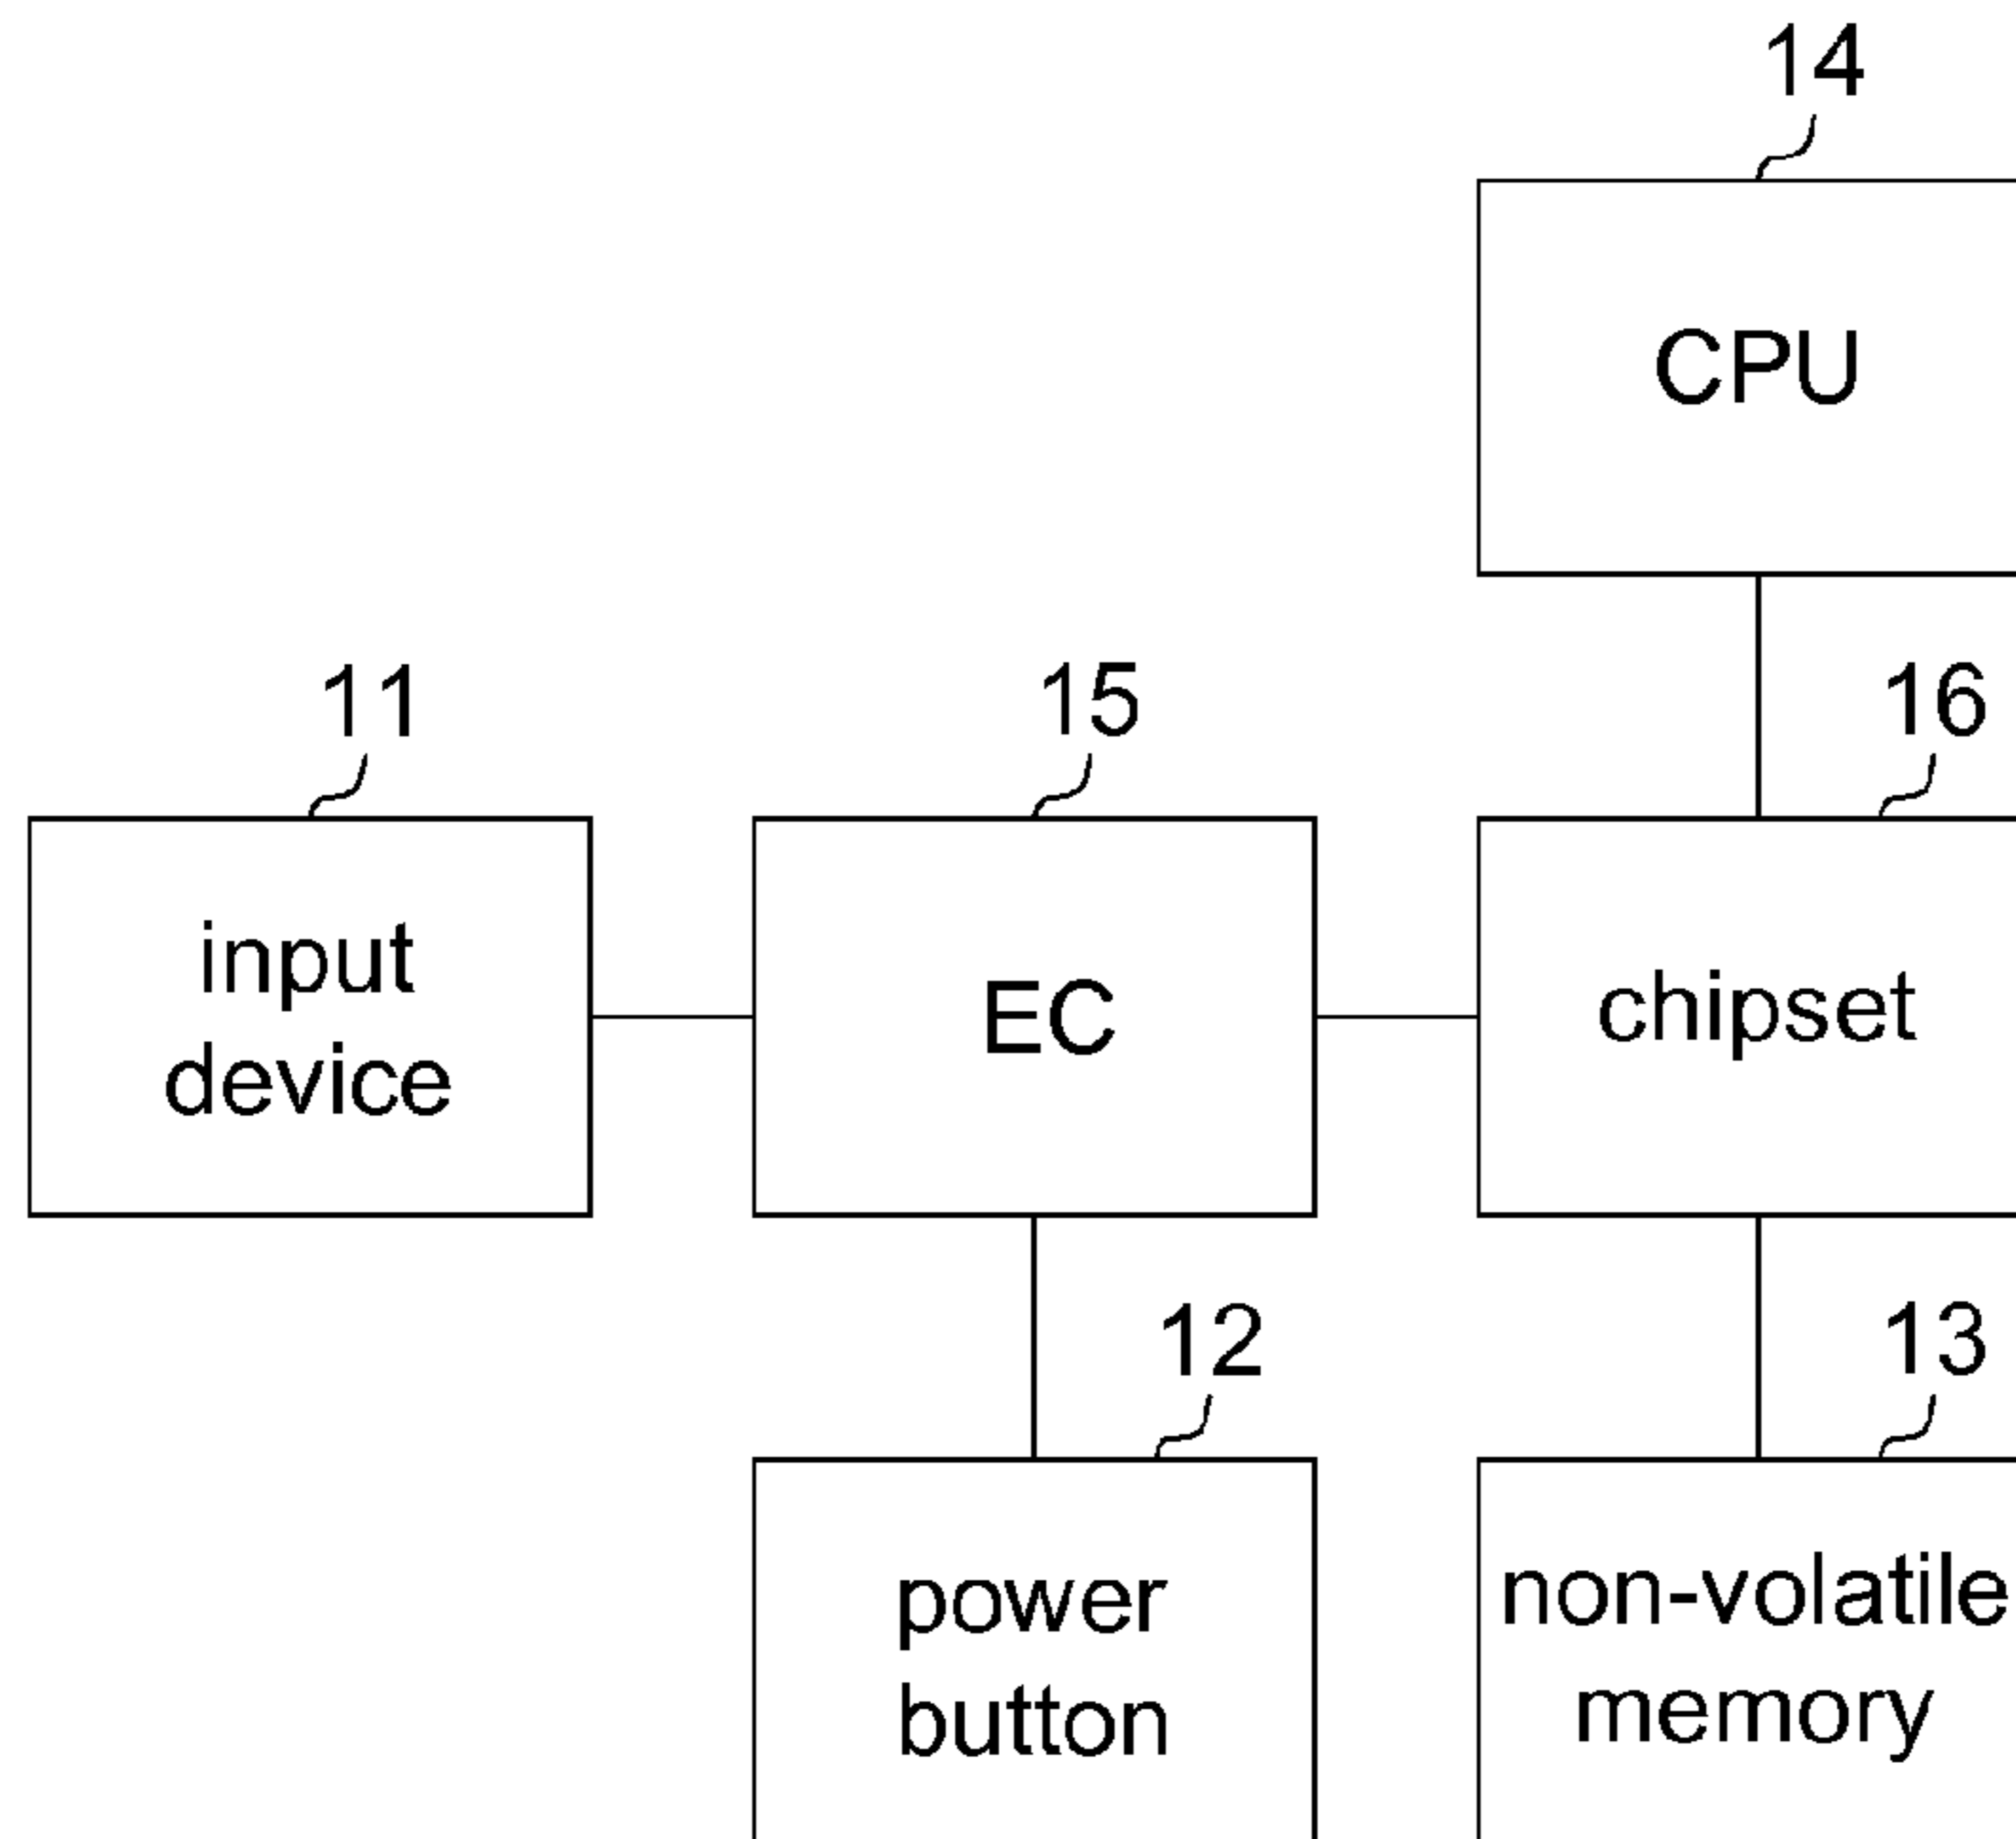 14
CPU
11
15
16
input
device
EC
chipset
12
13
power
button
non-volatile
memory